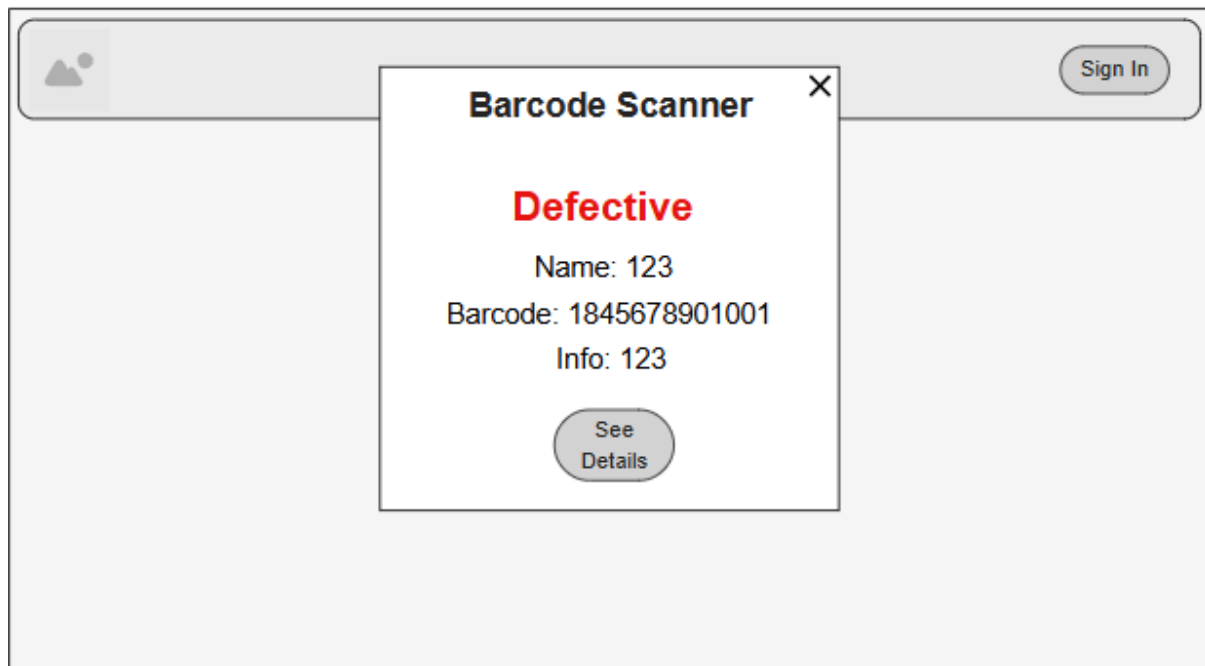 Sign In
Barcode Scanner
Defective
Name: 123
Barcode: 1845678901001
Info: 123
See
Details